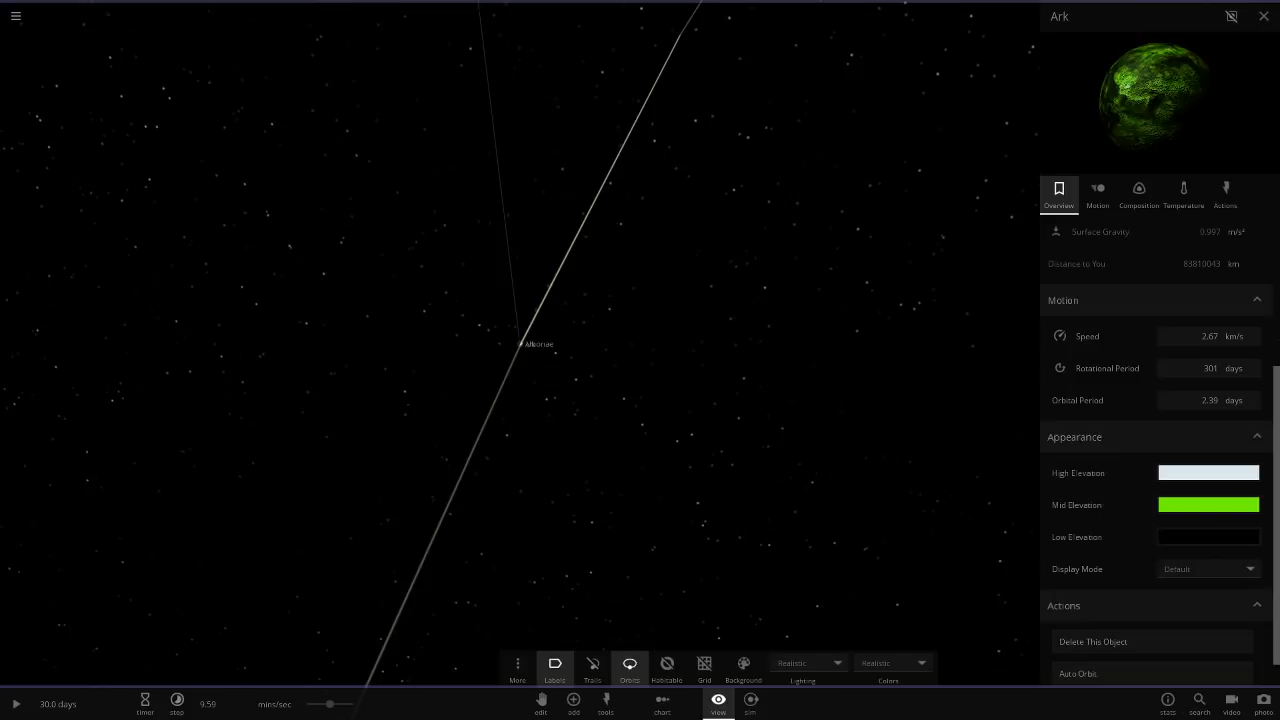 Ark
Overview
Motion
Composition
Temperature
Actions
Surface Gravity 0.997 m/s²
Distance to You 83810043 km
Motion
Speed 2.67 km/s
Rotational Period 301 days
Orbital Period 2.39 days
Appearance
High Elevation
Mid Elevation
Low Elevation
Display Mode Default
Actions
Delete This Object
Auto Orbit
More
Labels
Trails
Orbits
Habitable
Grid
Background
Realistic
Lighting
Realistic
Colors
30.0 days
timer
step
9.59 mins/sec
edit
add
tools
chart
view
sim
stats
search
video
photo